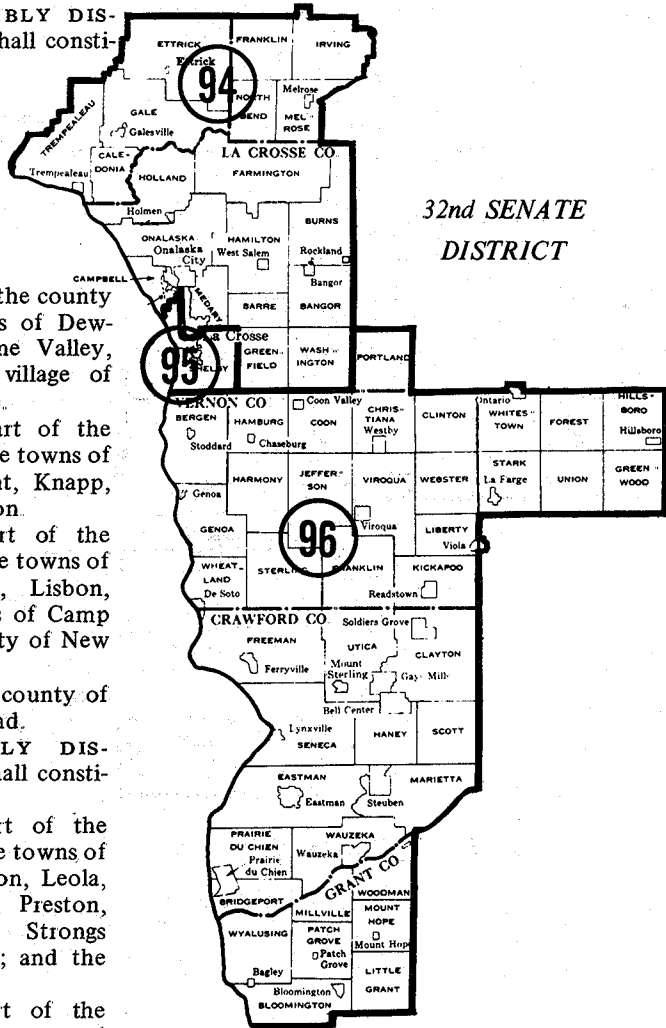 BLY DIS-
hall consti-
the county
s of Dew-
ne Valley,
village of
art of the
e towns of
nt, Knapp,
on.
rt of the
e towns of
, Lisbon,
s of Camp
ty of New
county of
nd.
LY DIS-
hall consti-
rt of the
e towns of
on, Leola,
Preston,
Strongs
; and the
rt of the
32nd SENATE
DISTRICT
ETTRICK
FRANKLIN
IRVING
Ettrick
94
Melrose
TREMPEALEAU
GALE
Galesville
NORTH
BEND
MEL
ROSE
CALE-
DONIA
Trempealeau
LA CROSSE CO
HOLLAND
FARMINGTON
Holmen
BURNS
ONALASKA
Onalaska
City
HAMILTON
West Salem
Rockland
Bangor
CAMPBELL
MEDARY
BARRE
BANGOR
La Crosse
95
SHELBY
GREEN-
FIELD
WASH-
INGTON
PORTLAND
VERNON CO
BERGEN
Stoddard
HAMBURG
Chaseburg
Coon Valley
COON
CHRIS-
TIANA
Westby
CLINTON
Ontario
WHITES-
TOWN
FOREST
HILLS-
BORO
Hillsboro
Genoa
HARMONY
JEFFER-
SON
VIROQUA
WEBSTER
STARK
La Farge
UNION
GREEN-
WOOD
GENOA
96
Viroqua
LIBERTY
Viola
WHEAT-
LAND
De Soto
STERLING
FRANKLIN
KICKAPOO
Readstown
CRAWFORD CO
Soldiers Grove
FREEMAN
Ferryville
UTICA
Mount
Sterling
CLAYTON
Gays Mills
Bell Center
Lynxville
SENECA
HANEY
SCOTT
EASTMAN
Eastman
Steuben
MARIETTA
PRAIRIE
DU CHIEN
Prairie
du Chien
WAUZEKA
Wauzeka
BRIDGEPORT
GRANT CO
WOODMAN
MILLVILLE
WYALUSING
PATCH
GROVE
Patch
Grove
MOUNT
HOPE
Mount Hope
Bagley
LITTLE
GRANT
Bloomington
BLOOMINGTON